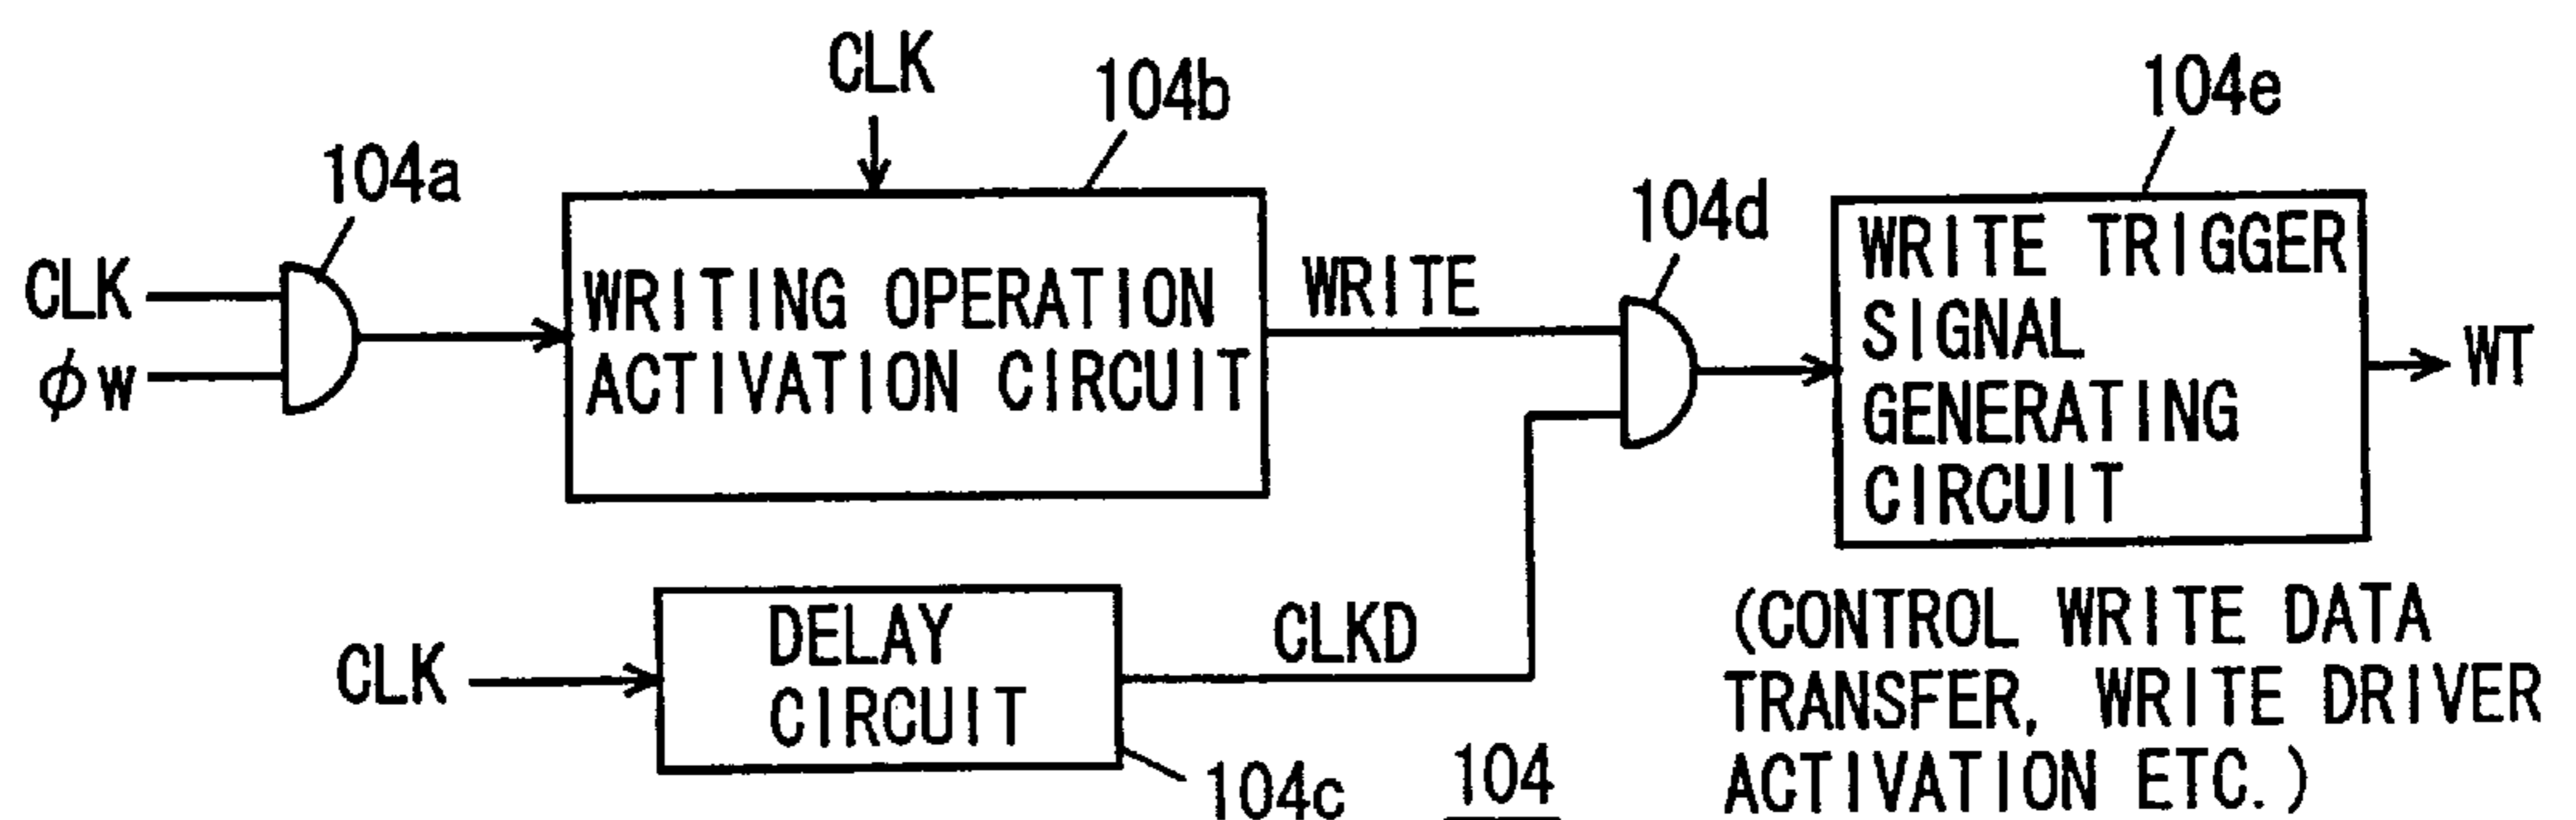 CLK
104b
104e
104a
104d
CLK
φw
WRITING OPERATION
ACTIVATION CIRCUIT
WRITE
WRITE TRIGGER
SIGNAL
GENERATING
CIRCUIT
WT
CLK
DELAY
CIRCUIT
CLKD
104c
104
(CONTROL WRITE DATA
TRANSFER, WRITE DRIVER
ACTIVATION ETC.)